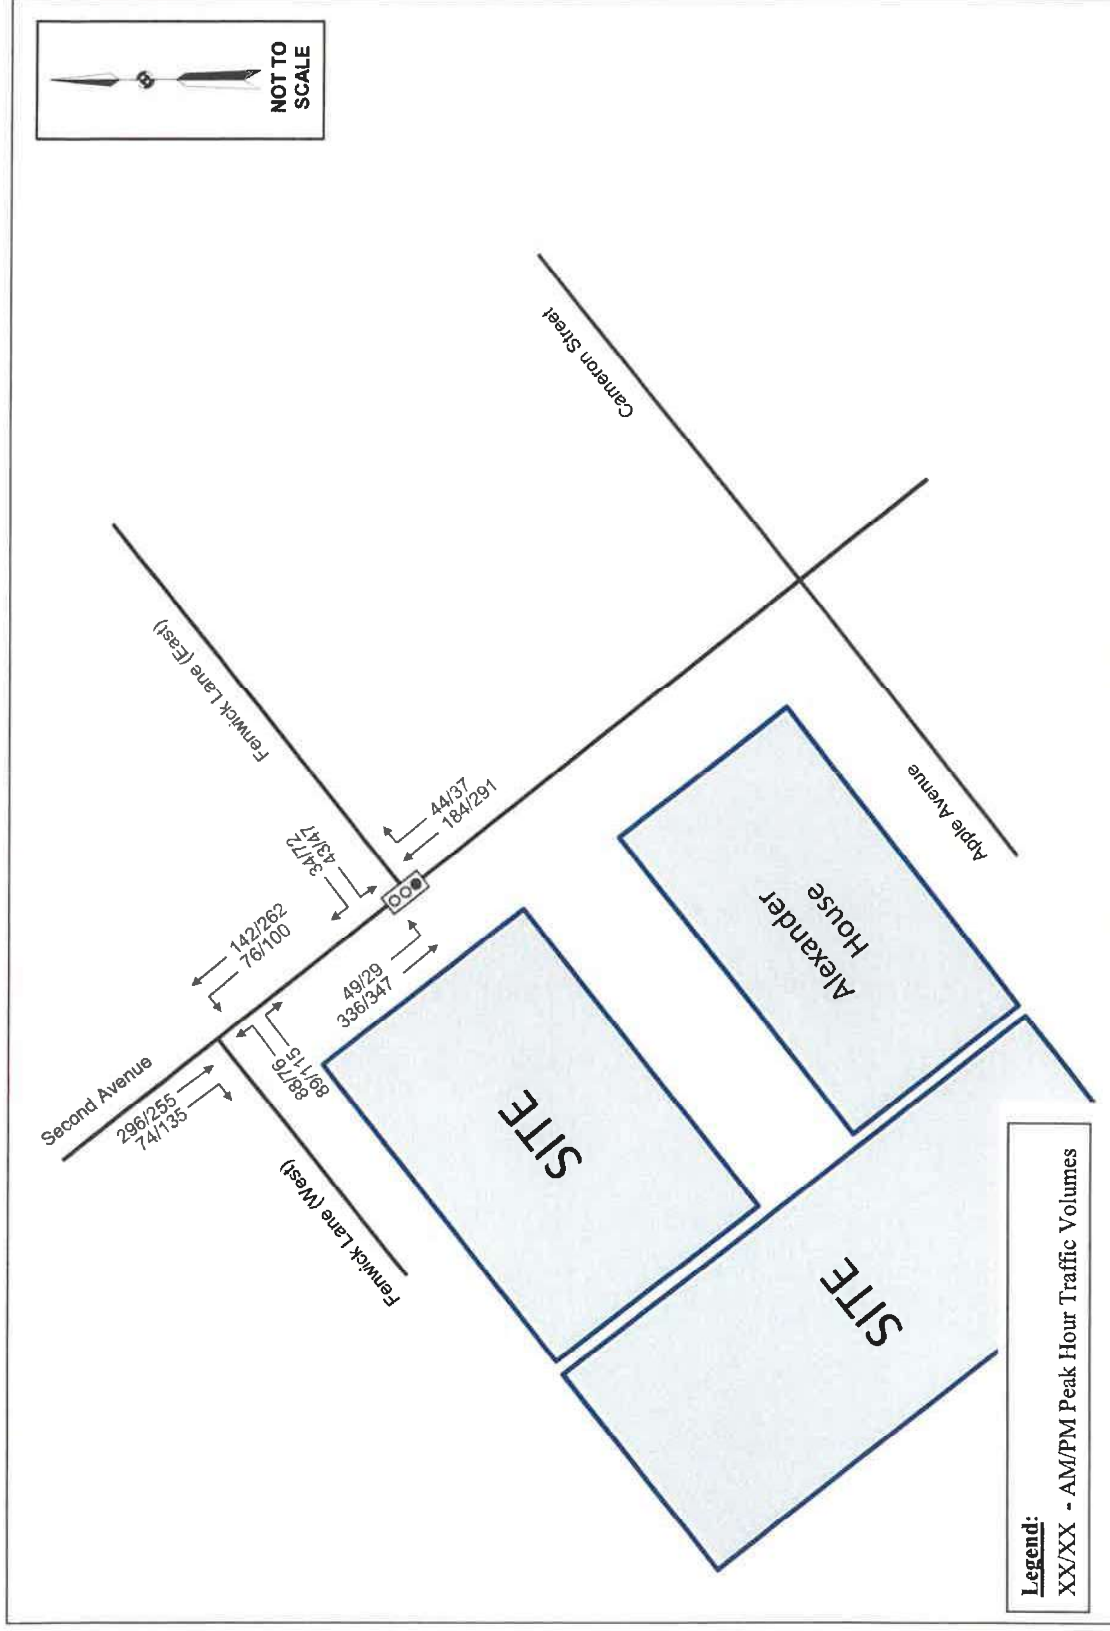 NOT TO
SCALE
Cameron Street
Fenwick Lane (East)
44/37
184/291
34/72
43/47
142/262
76/100
49/29
336/347
88/76
89/115
Second Avenue
296/255
74/135
Fenwick Lane (West)
Apple Avenue
Alexander
House
SITE
SITE
Legend:
XX/XX - AM/PM Peak Hour Traffic Volumes